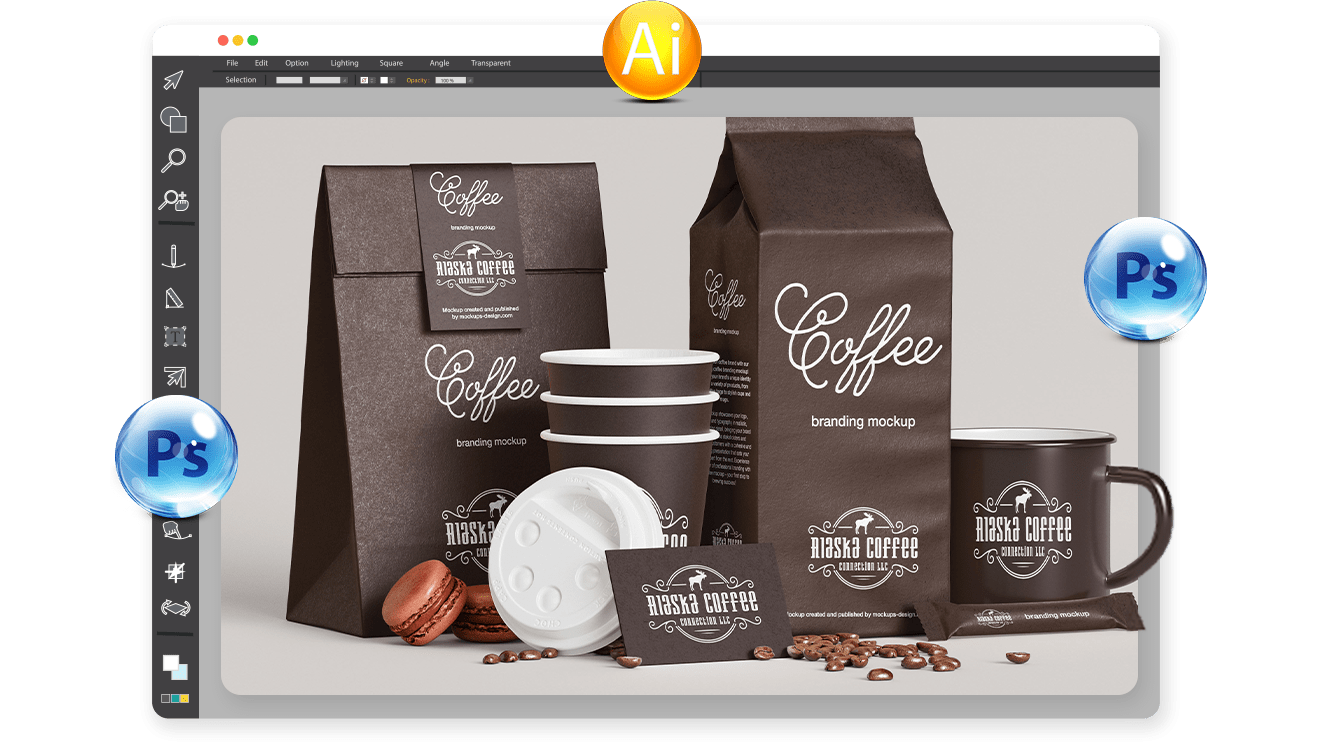 Ai
File Edit Option Lighting Square Angle Transparent
Selection Opacity: 100 %
Ps
Ps
Coffee
branding mockup
Alaska Coffee
CONNECTION LLC
Mockup created and published
by mockups-design.com
Coffee
branding mockup
Alaska
Coffee
branding mockup
Coffee
branding mockup
Alaska Coffee
CONNECTION LLC
Mockup created and published by mockups-design.
Alaska Coffee
CONNECTION LLC
Alaska Coffee
CONNECTION LLC
Alaska Coffee
CONNECTION LLC
branding mockup